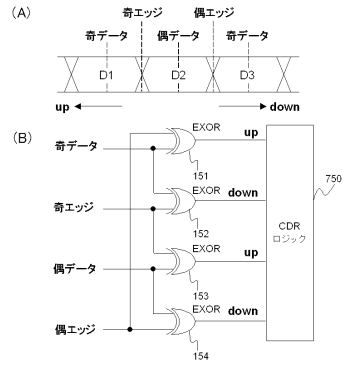 (A)
奇エッジ 偶エッジ
奇データ 偶データ 奇データ
D1 D2 D3
up down
(B)
EXOR up
奇データ
151
750
EXOR down
奇エッジ
152
CDR
ロジック
EXOR up
偶データ
153
EXOR down
偶エッジ
154